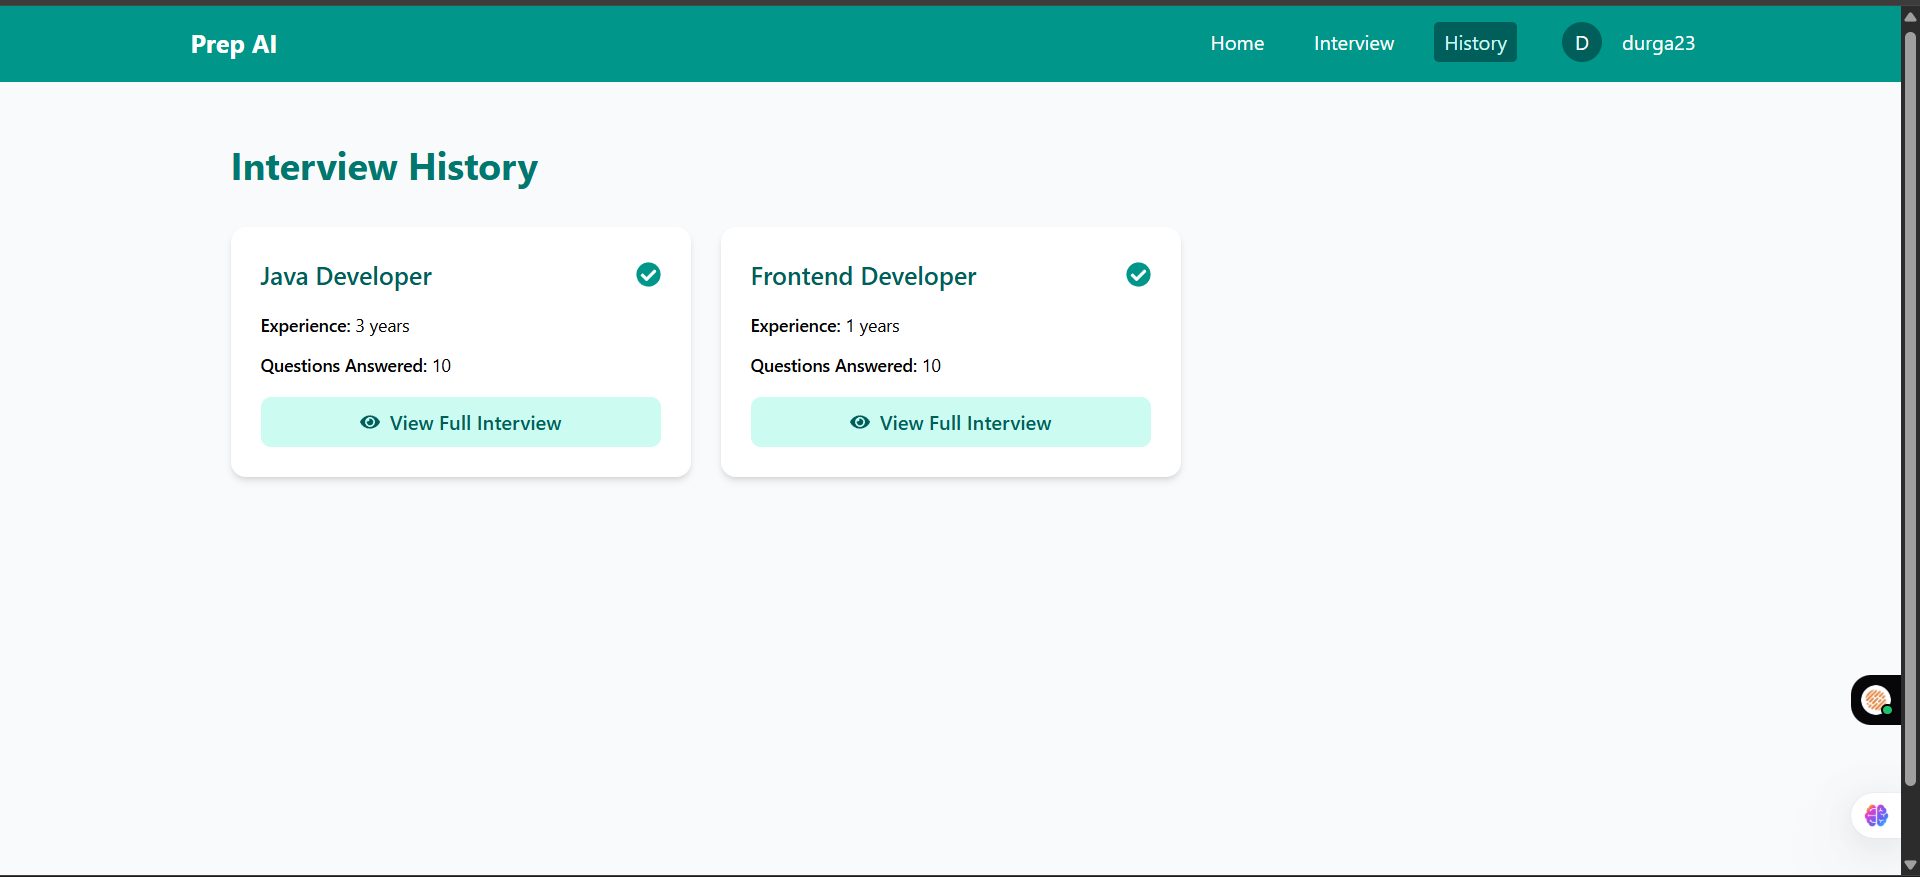 Prep AI
Home Interview History D durga23
Interview History
Java Developer
Experience: 3 years
Questions Answered: 10
View Full Interview
Frontend Developer
Experience: 1 years
Questions Answered: 10
View Full Interview